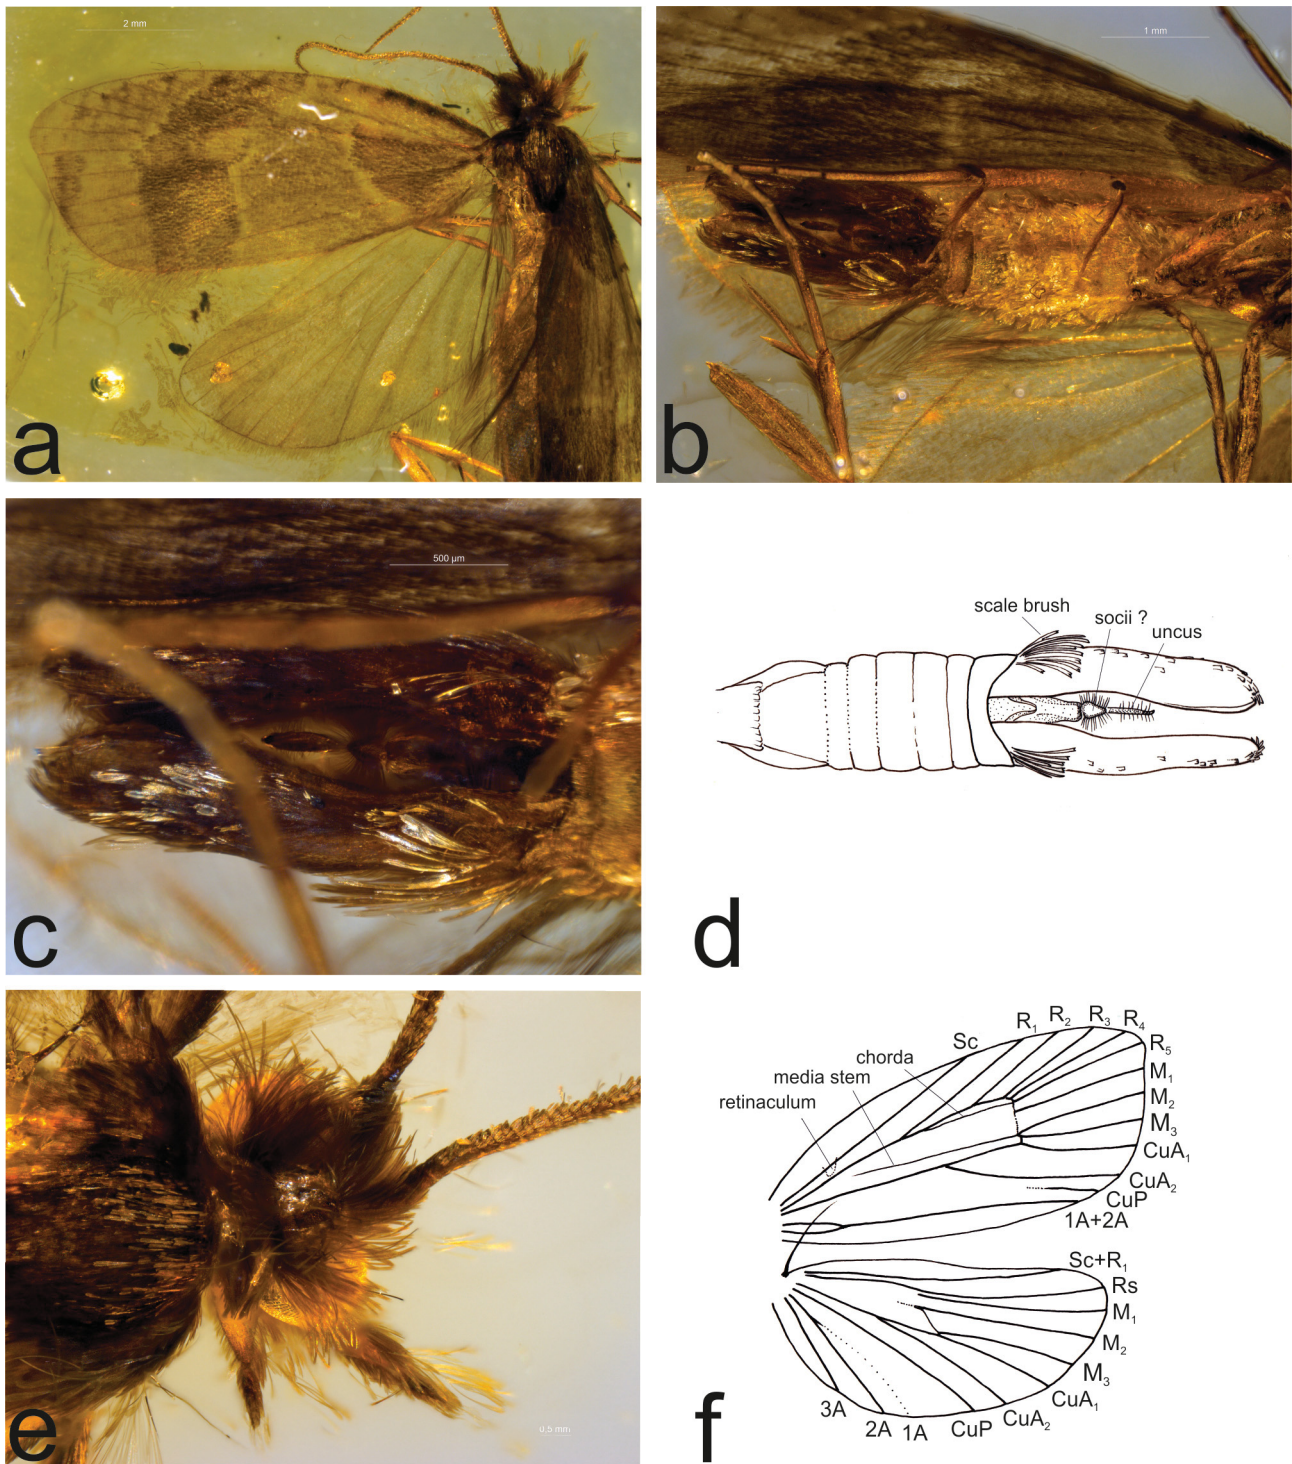 2 mm
a
1 mm
b
500 µm
c
scale brush
socii ?
uncus
d
0,5 mm
e
Sc
R1
R2
R3
R4
R5
M1
M2
M3
CuA1
CuA2
CuP
1A+2A
chorda
media stem
retinaculum
Sc+R1
Rs
M1
M2
M3
CuA1
CuA2
CuP
1A
2A
3A
f